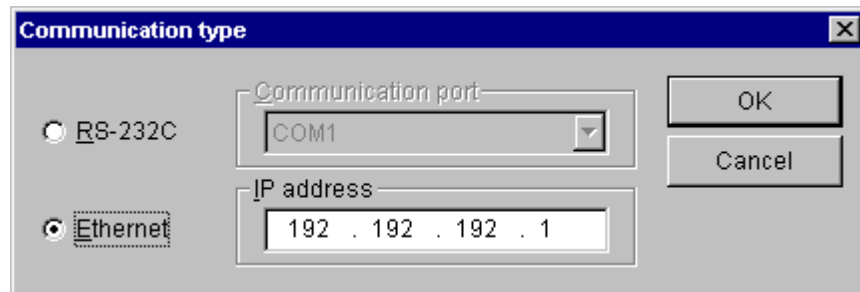 Communication type
Communication port
OK
RS-232C
COM1
Cancel
IP address
Ethernet
192 . 192 . 192 . 1